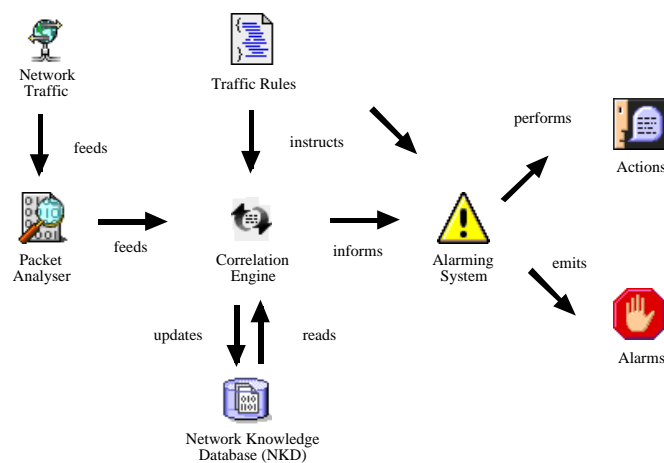 Network
Traffic
Traffic Rules
performs
feeds
instructs
Actions
Packet
Analyser
feeds
Correlation
Engine
informs
Alarming
System
emits
updates
reads
Alarms
Network Knowledge
Database (NKD)